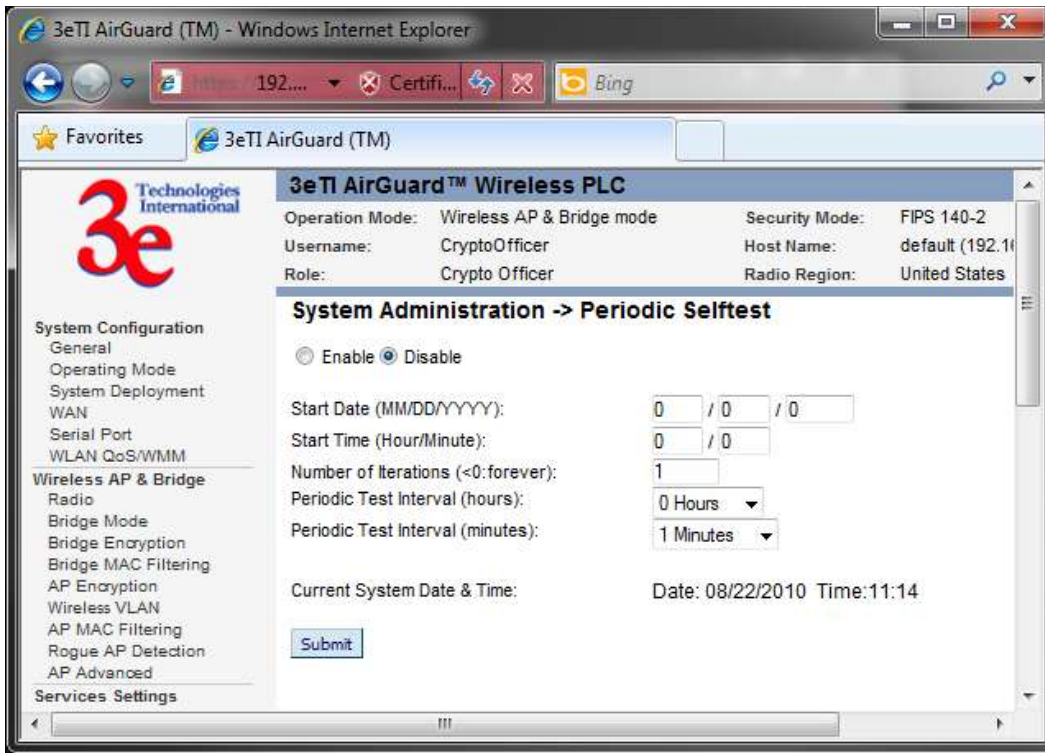 3eTI AirGuard (TM) - Windows Internet Explorer
192.... Certifi... Bing
Favorites 3eTI AirGuard (TM)
3e Technologies International
3eTI AirGuard™ Wireless PLC
Operation Mode: Wireless AP & Bridge mode Security Mode: FIPS 140-2
Username: CryptoOfficer Host Name: default (192.16
Role: Crypto Officer Radio Region: United States
System Configuration
General
Operating Mode
System Deployment
WAN
Serial Port
WLAN QoS/WMM
Wireless AP & Bridge
Radio
Bridge Mode
Bridge Encryption
Bridge MAC Filtering
AP Encryption
Wireless VLAN
AP MAC Filtering
Rogue AP Detection
AP Advanced
Services Settings
System Administration -> Periodic Selftest
Enable Disable
Start Date (MM/DD/YYYY): 0 / 0 / 0
Start Time (Hour/Minute): 0 / 0
Number of Iterations (<0:forever): 1
Periodic Test Interval (hours): 0 Hours
Periodic Test Interval (minutes): 1 Minutes
Current System Date & Time: Date: 08/22/2010 Time:11:14
Submit